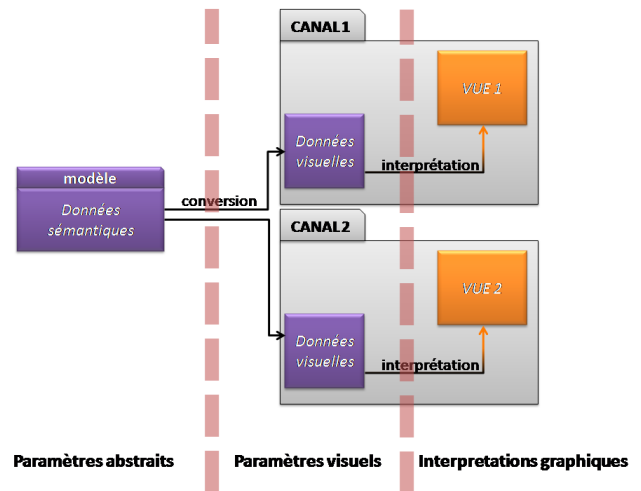 CANAL1
VUE 1
Données
visuelles
interprétation
modèle
Données
sémantiques
conversion
CANAL2
VUE 2
Données
visuelles
interprétation
Paramètres abstraits
Paramètres visuels
Interpretations graphiques